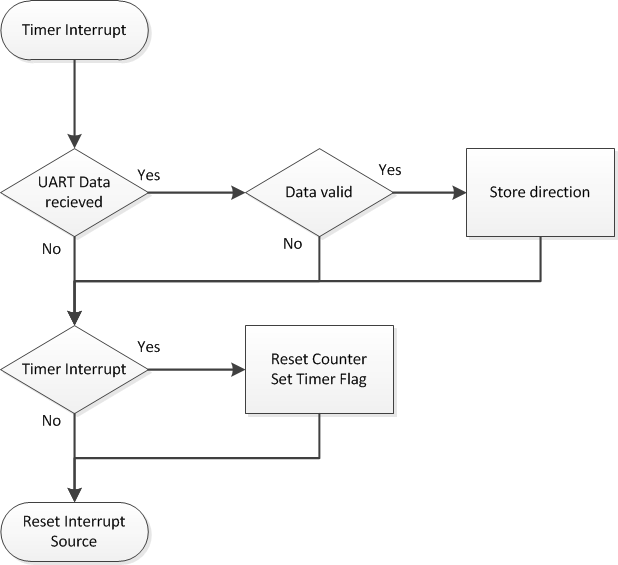 Timer Interrupt
UART Data
recieved
Yes
Data valid
Yes
Store direction
No
No
Timer Interrupt
Yes
Reset Counter
Set Timer Flag
No
Reset Interrupt
Source